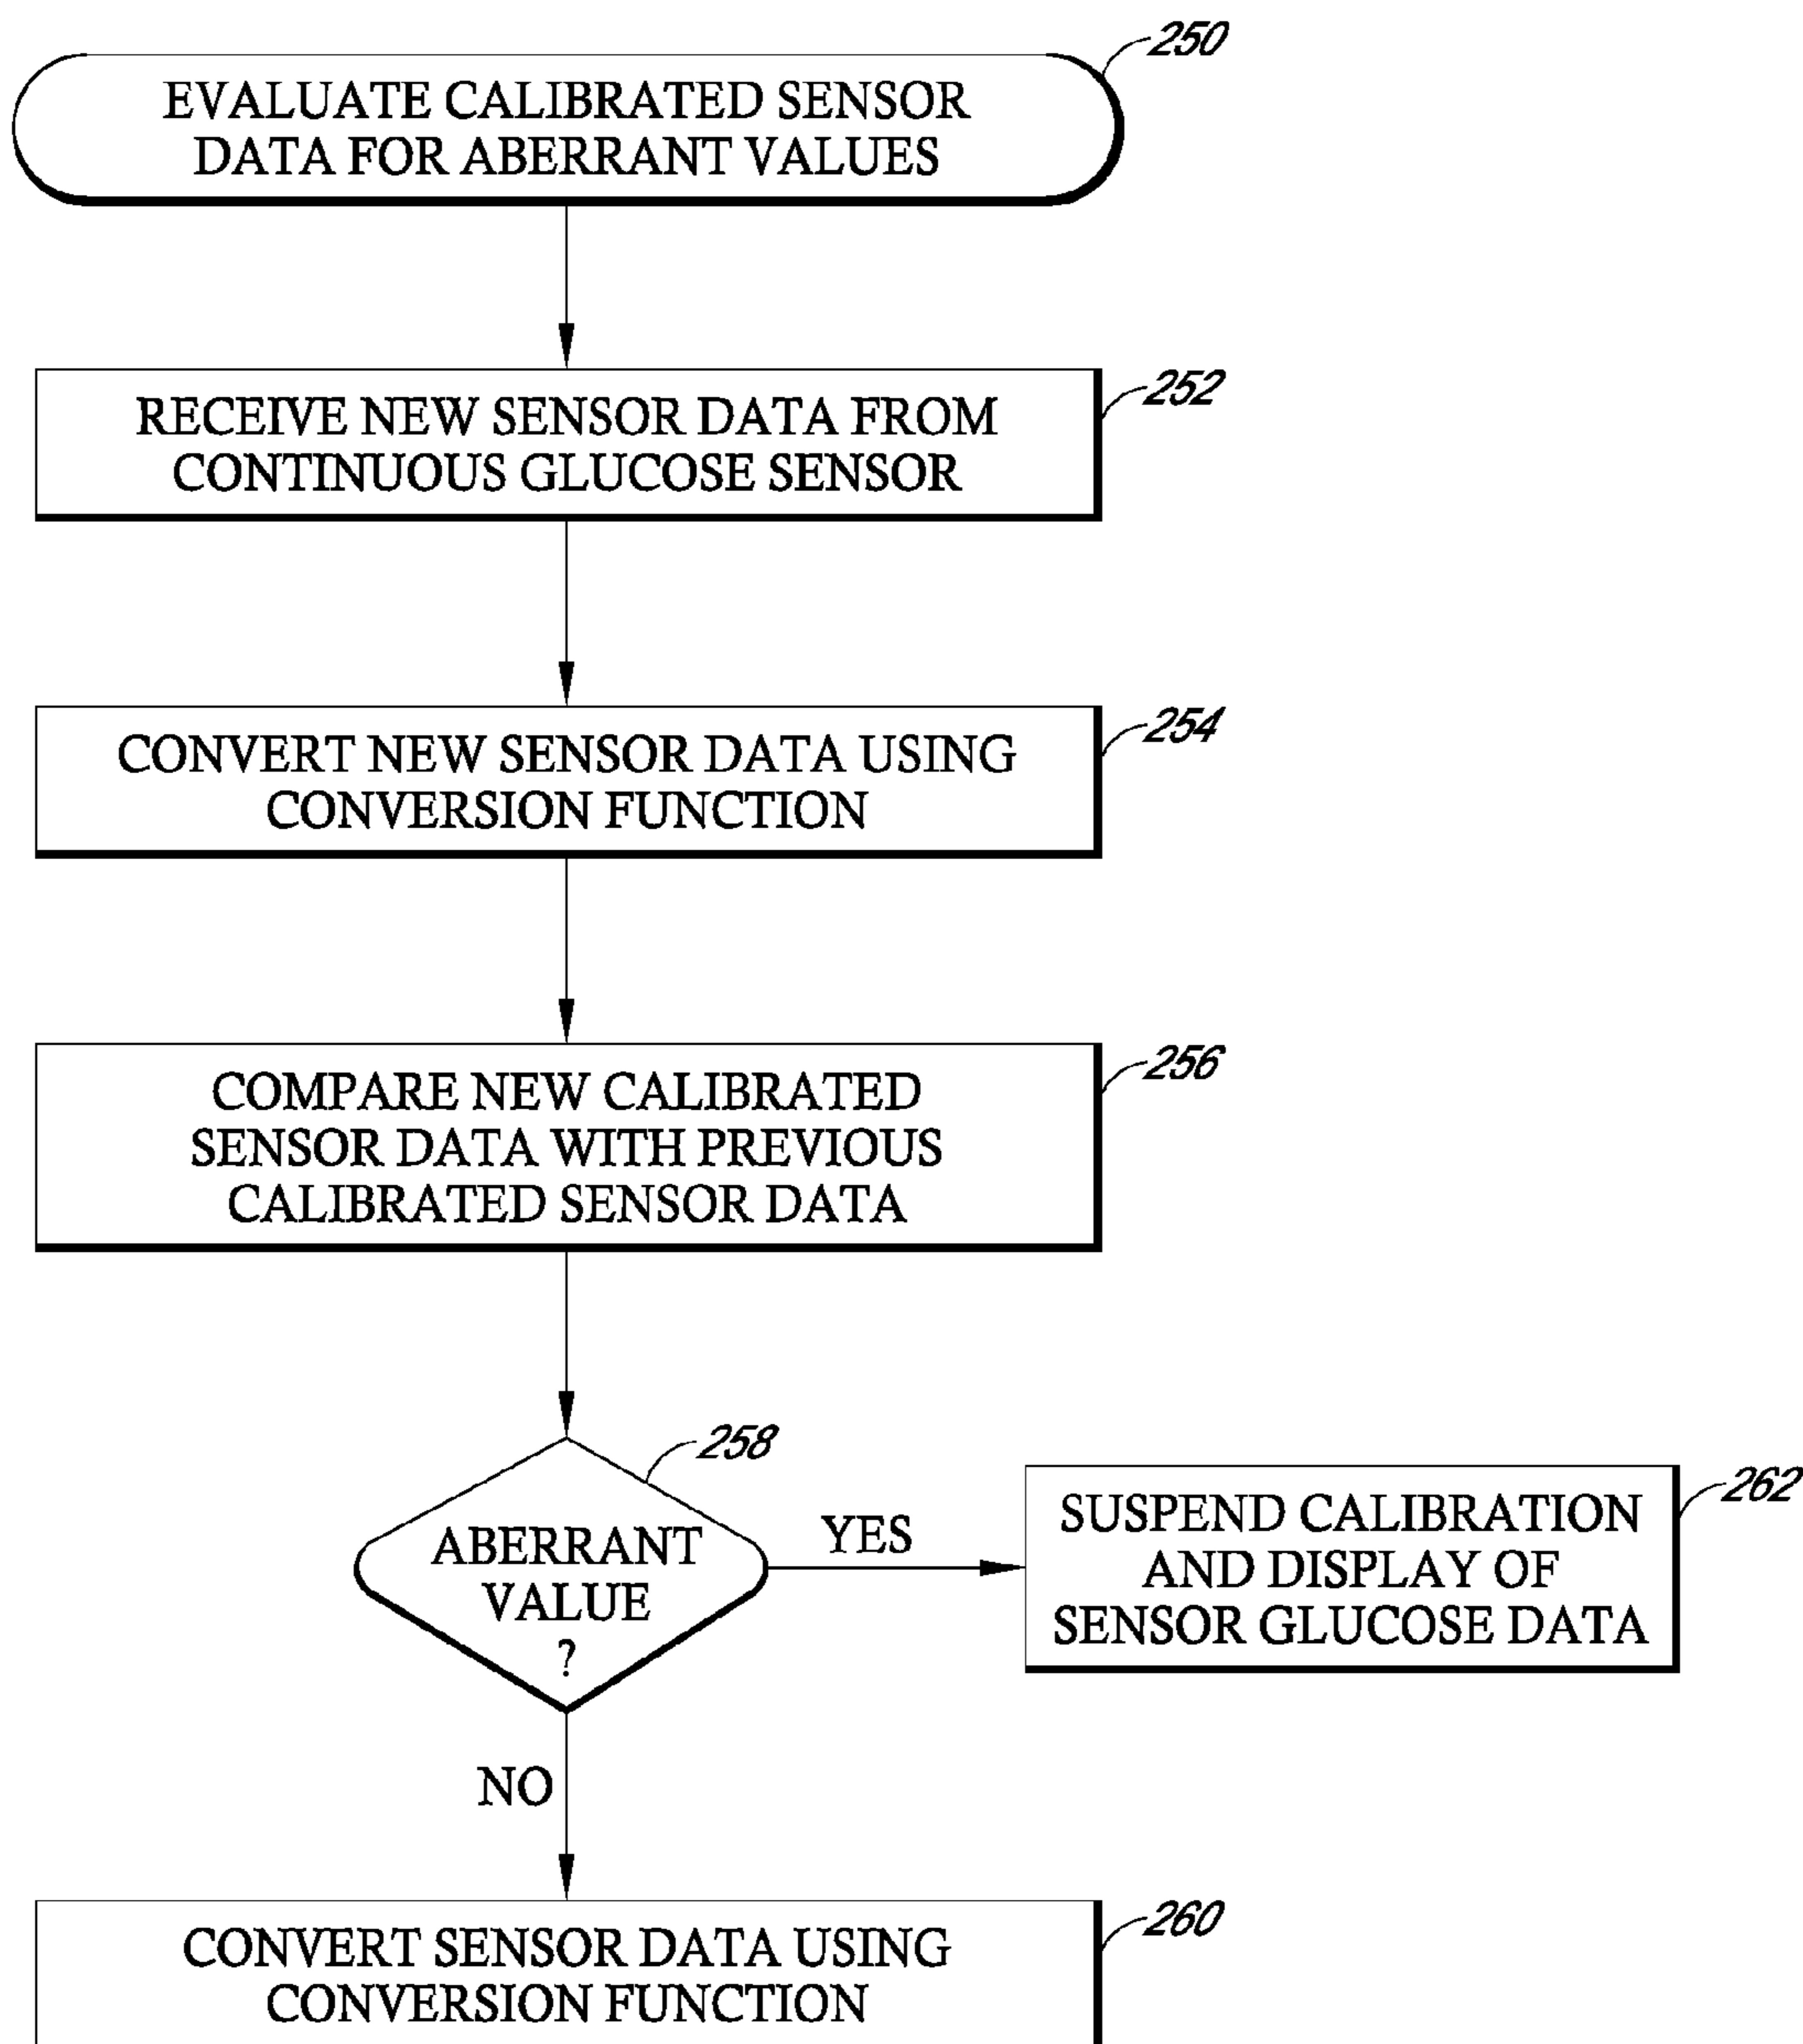 250
EVALUATE CALIBRATED SENSOR
DATA FOR ABERRANT VALUES
252
RECEIVE NEW SENSOR DATA FROM
CONTINUOUS GLUCOSE SENSOR
254
CONVERT NEW SENSOR DATA USING
CONVERSION FUNCTION
256
COMPARE NEW CALIBRATED
SENSOR DATA WITH PREVIOUS
CALIBRATED SENSOR DATA
258
ABERRANT
VALUE
?
YES
262
SUSPEND CALIBRATION
AND DISPLAY OF
SENSOR GLUCOSE DATA
NO
260
CONVERT SENSOR DATA USING
CONVERSION FUNCTION